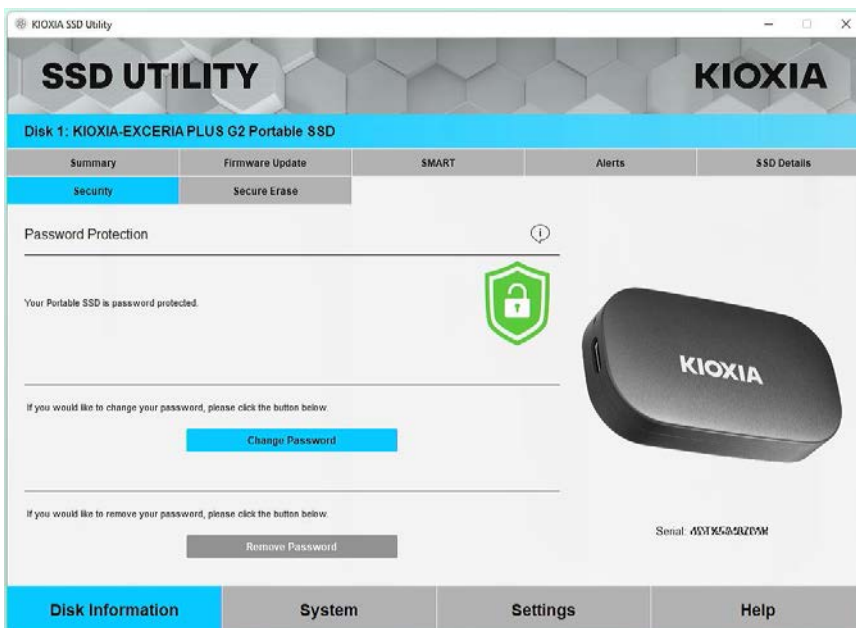 KIOXIA SSD Utility
SSD UTILITY
KIOXIA
Disk 1: KIOXIA-EXCERIA PLUS G2 Portable SSD
Summary
Firmware Update
SMART
Alerts
SSD Details
Security
Secure Erase
Password Protection
Your Portable SSD is password protected.
KIOXIA
If you would like to change your password, please click the button below.
Change Password
If you would like to remove your password, please click the button below.
Remove Password
Serial:
Disk Information
System
Settings
Help